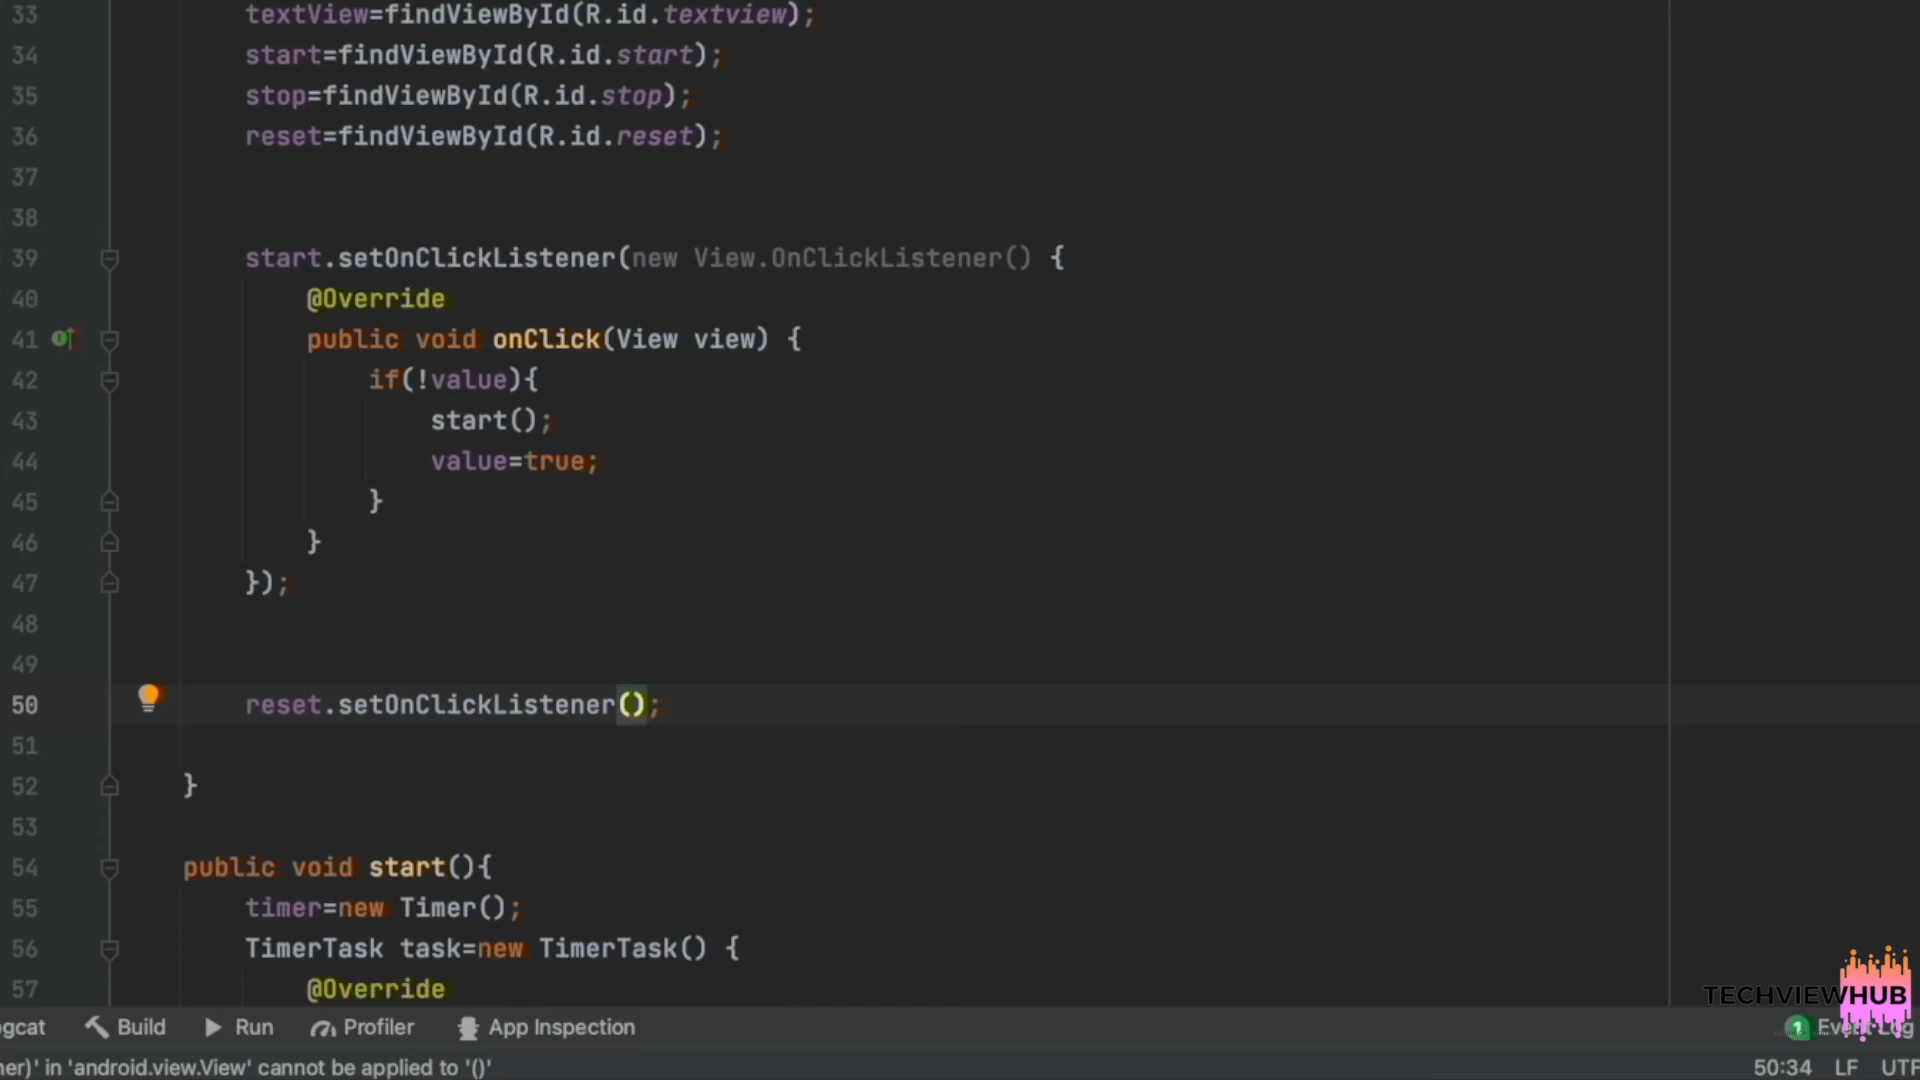 33 textView=findViewById(R.id.textview);
34 start=findViewById(R.id.start);
35 stop=findViewById(R.id.stop);
36 reset=findViewById(R.id.reset);
37
38
39 start.setOnClickListener(new View.OnClickListener() {
40 @Override
41 public void onClick(View view) {
42 if(!value){
43 start();
44 value=true;
45 }
46 }
47 });
48
49
50 reset.setOnClickListener();
51
52 }
53
54 public void start(){
55 timer=new Timer();
56 TimerTask task=new TimerTask() {
57 @Override
gcat Build Run Profiler App Inspection 1 Event Log
TECHVIEWHUB
er)' in 'android.view.View' cannot be applied to '()' 50:34 LF UTF